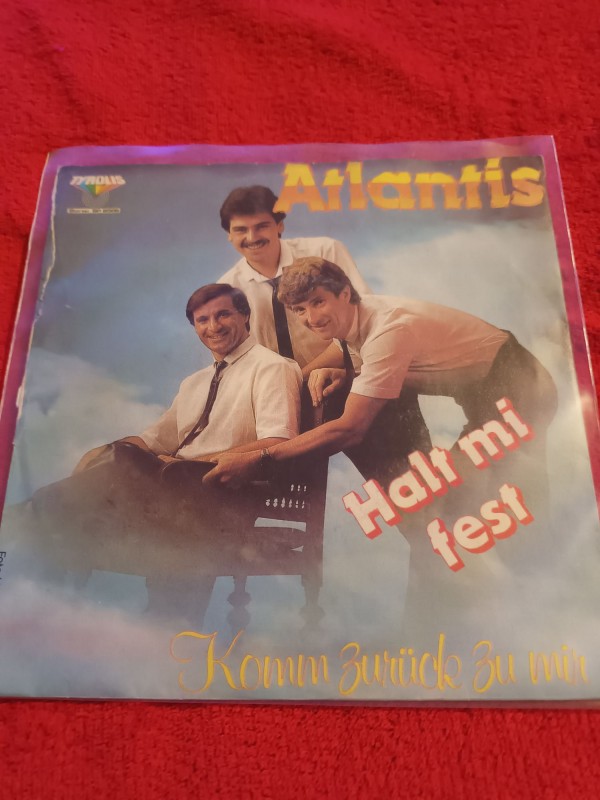 TYROLIS
Atlantis
Halt mi
fest
Komm zurück zu mir